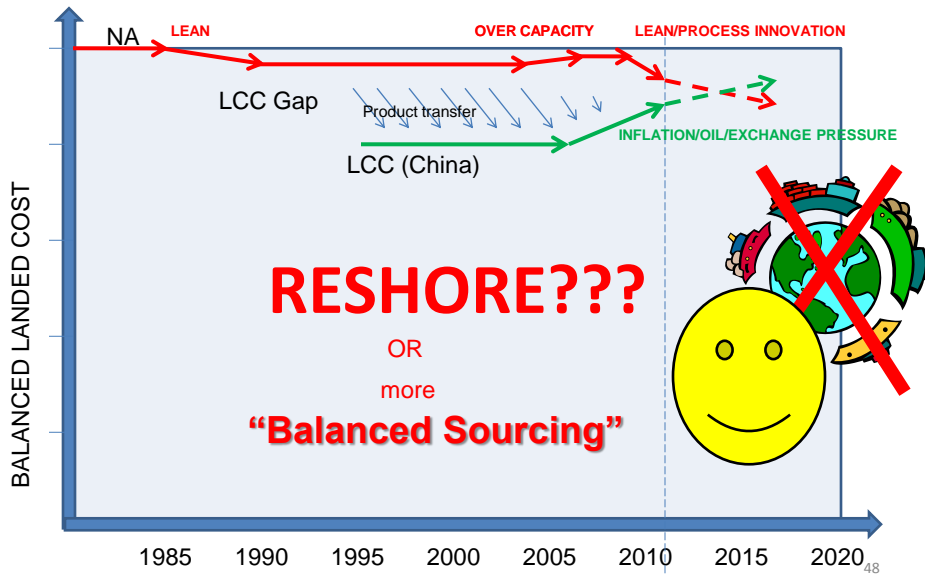 NA
LEAN
OVER CAPACITY
LEAN/PROCESS INNOVATION
LCC Gap
Product transfer
INFLATION/OIL/EXCHANGE PRESSURE
LCC (China)
BALANCED LANDED COST
RESHORE???
OR
more
“Balanced Sourcing”
1985 1990 1995 2000 2005 2010 2015 2020
48